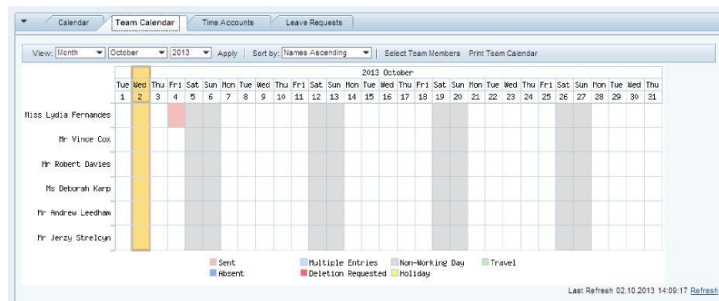 Calendar Team Calendar Time Accounts Leave Requests
View: Month October 2013 Apply Sort by: Names Ascending Select Team Members Print Team Calendar
2013 October
Tue Wed Thu Fri Sat Sun Mon Tue Wed Thu Fri Sat Sun Mon Tue Wed Thu Fri Sat Sun Mon Tue Wed Thu Fri Sat Sun Mon Tue Wed Thu
1 2 3 4 5 6 7 8 9 10 11 12 13 14 15 16 17 18 19 20 21 22 23 24 25 26 27 28 29 30 31
Miss Lydia Fernandes
Mr Vince Cox
Mr Robert Davies
Ms Deborah Karp
Mr Andrew Leedham
Mr Jerzy Strelcyn
Sent Multiple Entries Non-Working Day Travel
Absent Deletion Requested Holiday
Last Refresh 02.10.2013 14:09:17 Refresh